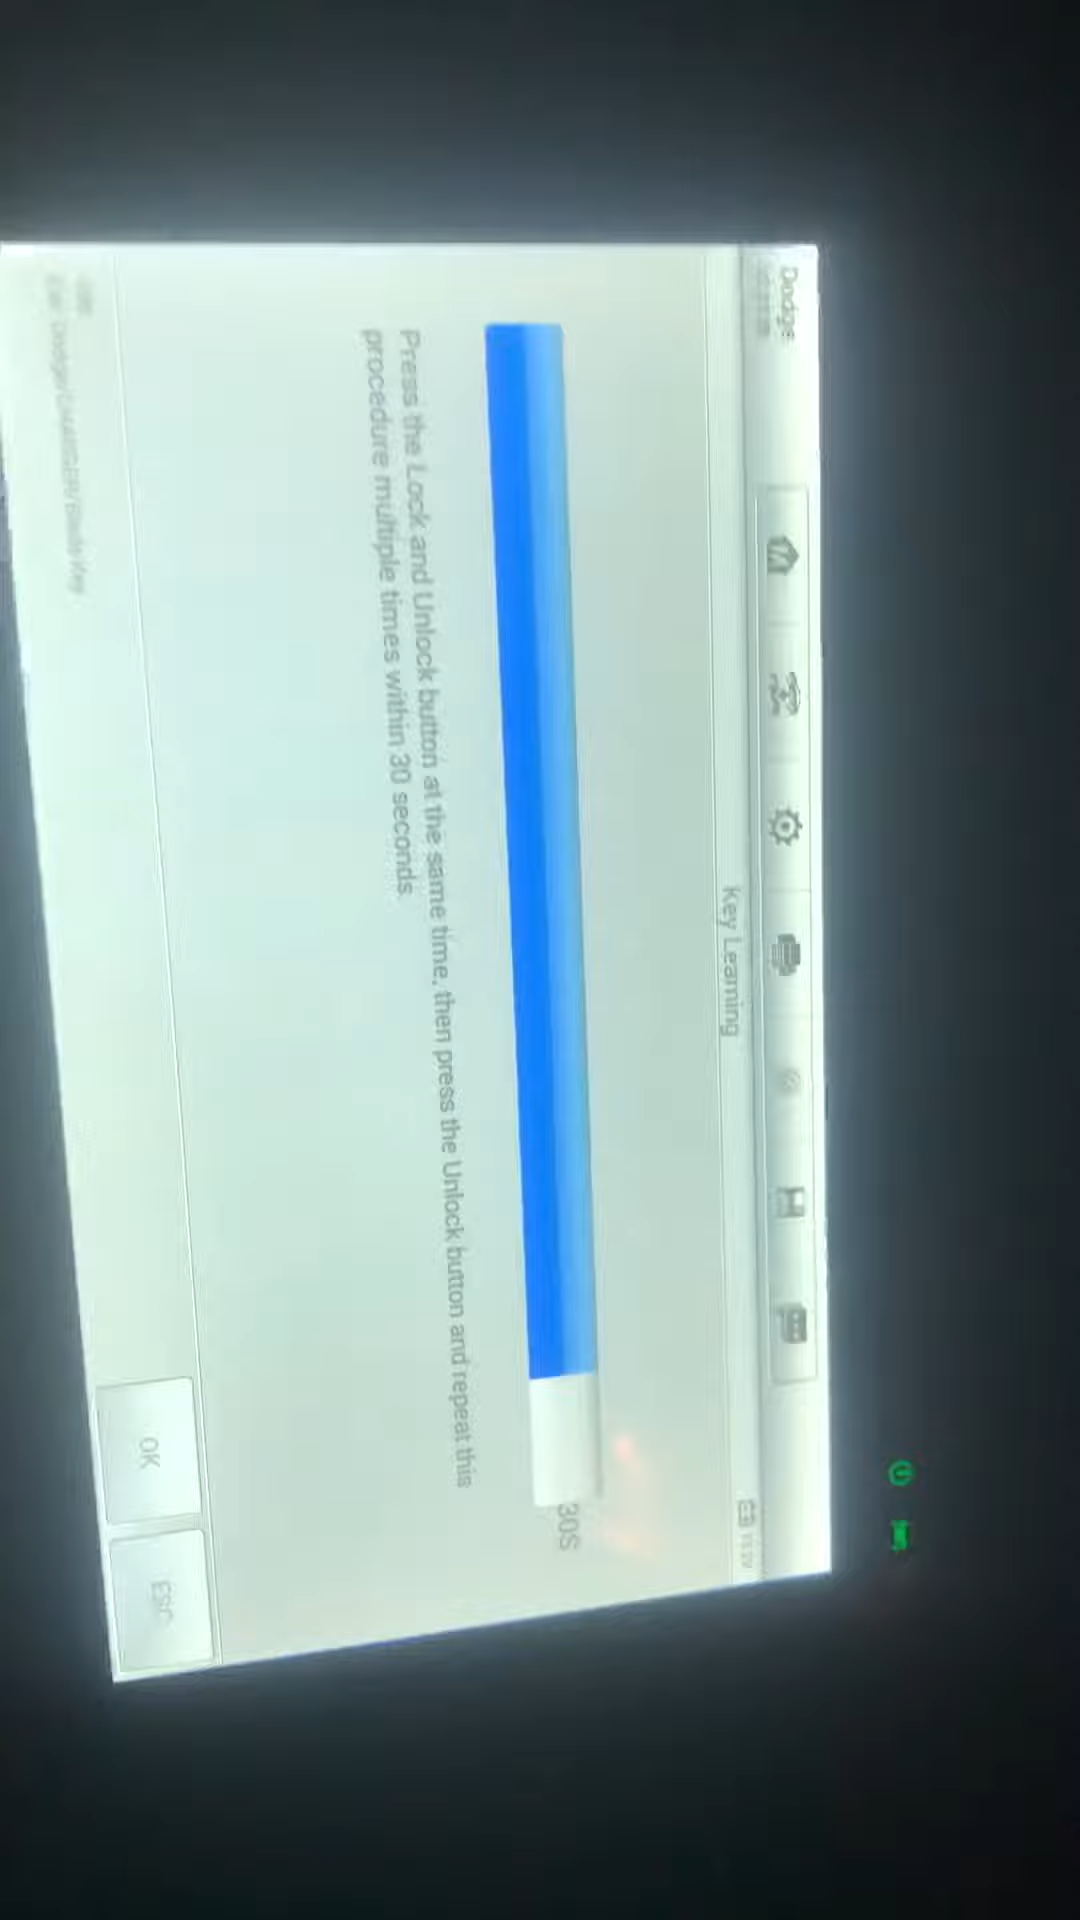 Dodge
Key Learning
30S
Press the Lock and Unlock button at the same time, then press the Unlock button and repeat this
procedure multiple times within 30 seconds.
OK
ESC